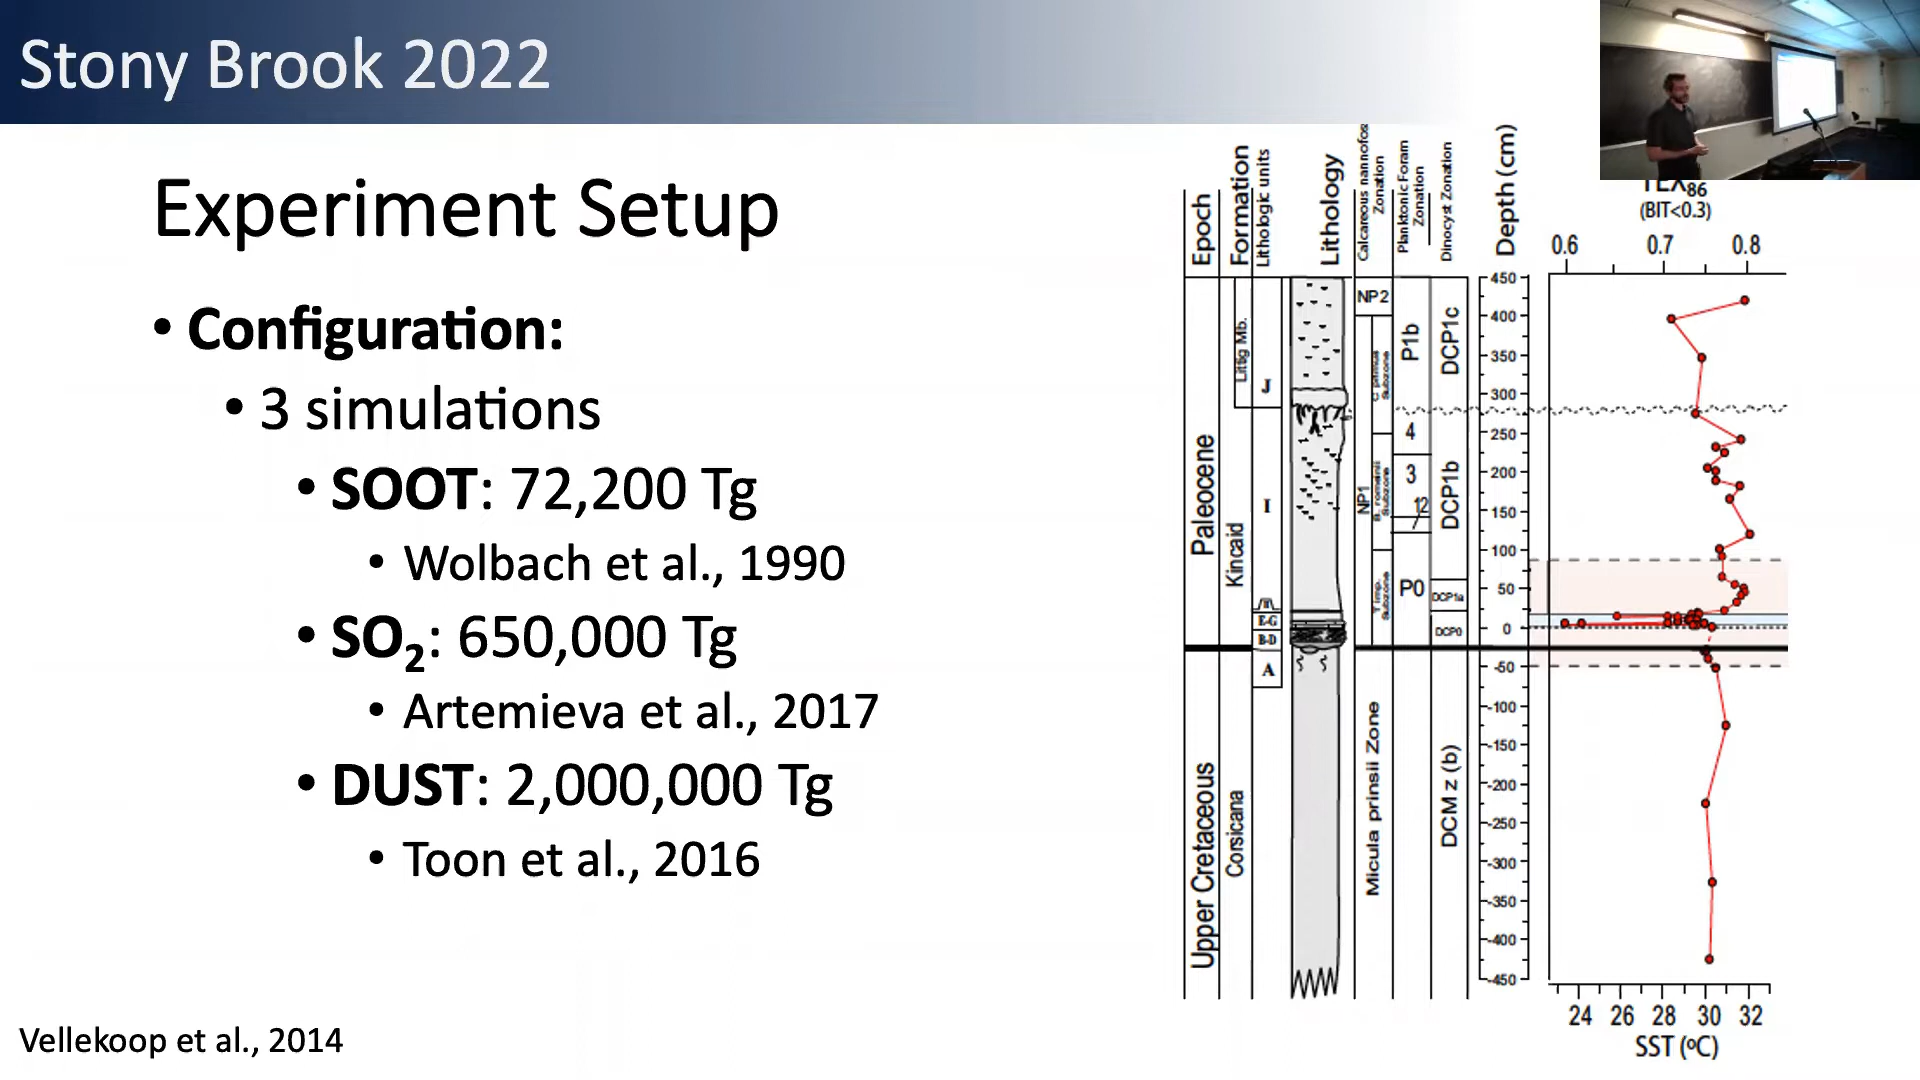 Stony Brook 2022
Experiment Setup
• Configuration:
• 3 simulations
• SOOT: 72,200 Tg
• Wolbach et al., 1990
• SO₂: 650,000 Tg
• Artemieva et al., 2017
• DUST: 2,000,000 Tg
• Toon et al., 2016
Vellekoop et al., 2014
Epoch
Formation
Lithologic units
Lithology
Calcareous nannofos
Zonation
Planktonic Foram
Zonation
Dinocyst Zonation
Depth (cm)
TEX₈₆
(BIT<0.3)
0.6 0.7 0.8
Paleocene
Upper Cretaceous
Littig Mb.
Kincaid
Corsicana
J
I
E-G
B-D
A
NP2
NP1
Subzone
Subzone
Subzone
Micula prinsii Zone
P1b
4
3
12
P0
DCP1c
DCP1b
DCP1a
DCP0
DCM z (b)
450
400
350
300
250
200
150
100
50
0
-50
-100
-150
-200
-250
-300
-350
-400
-450
24 26 28 30 32
SST (ºC)